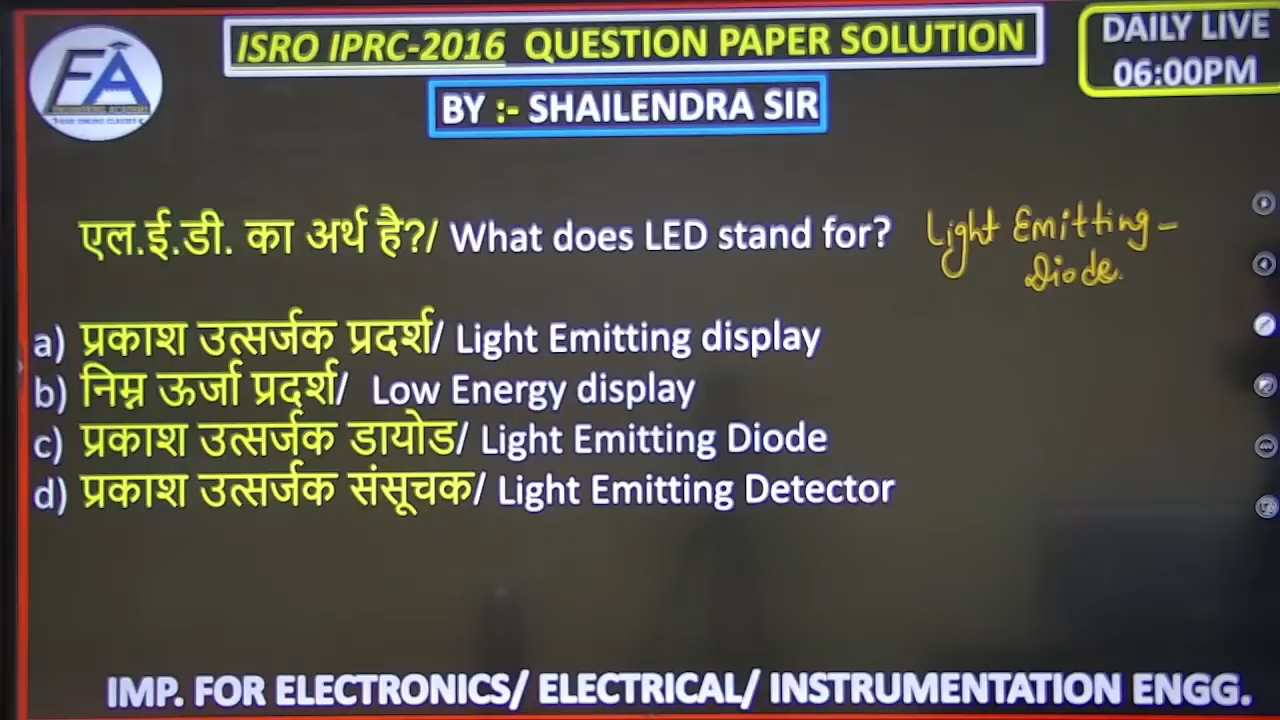 ISRO IPRC-2016 QUESTION PAPER SOLUTION
DAILY LIVE
06:00PM
EA
BY :- SHAILENDRA SIR
एल.ई.डी. का अर्थ है?/ What does LED stand for?
Light Emitting -
Diode.
a) प्रकाश उत्सर्जक प्रदर्श/ Light Emitting display
b) निम्न ऊर्जा प्रदर्श/ Low Energy display
c) प्रकाश उत्सर्जक डायोड/ Light Emitting Diode
d) प्रकाश उत्सर्जक संसूचक/ Light Emitting Detector
IMP. FOR ELECTRONICS/ ELECTRICAL/ INSTRUMENTATION ENGG.